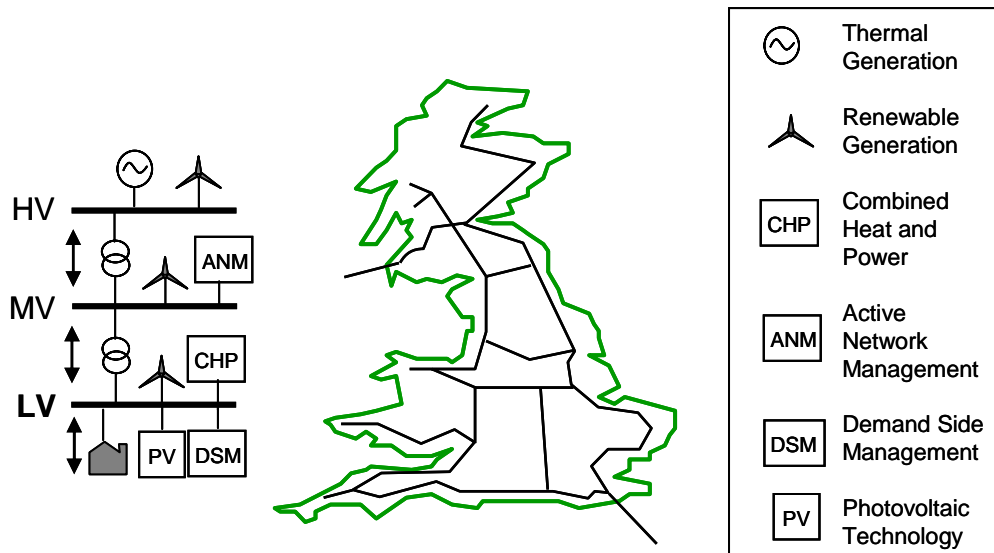 HV
ANM
MV
CHP
LV
PV
DSM
Thermal
Generation
Renewable
Generation
CHP
Combined
Heat and
Power
ANM
Active
Network
Management
DSM
Demand Side
Management
PV
Photovoltaic
Technology